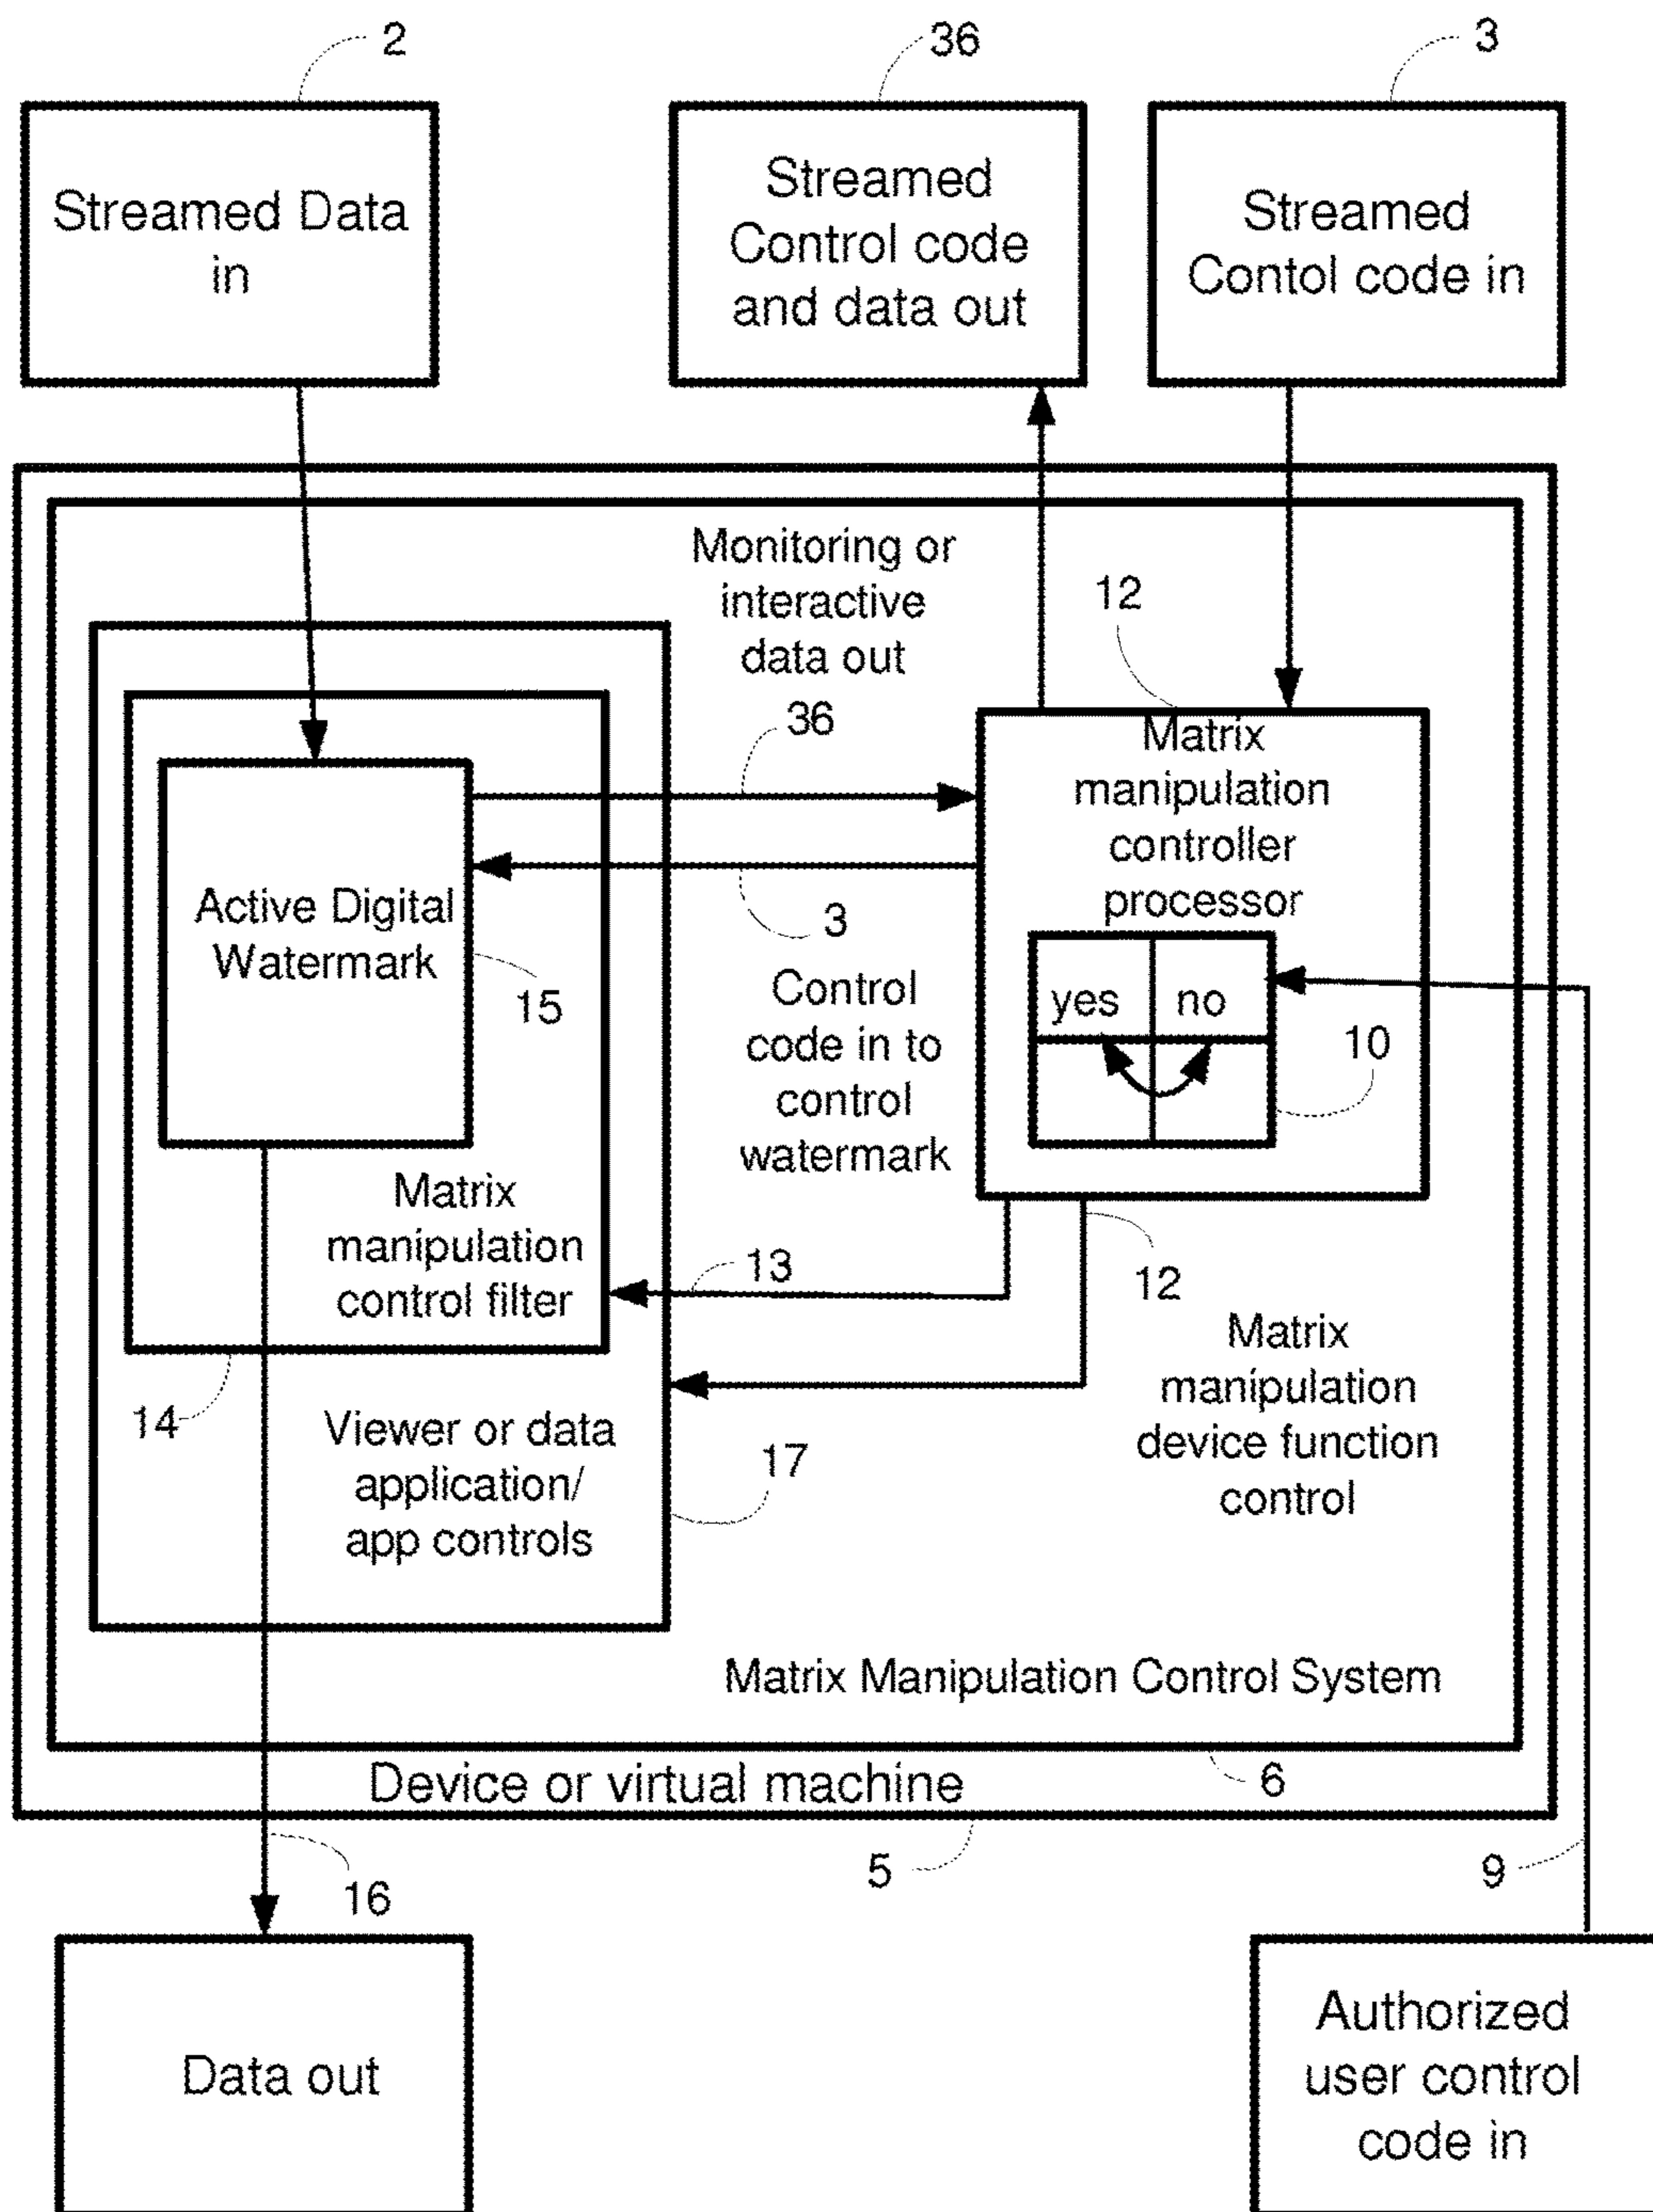 2
36
3
Streamed Data
in
Streamed
Control code
and data out
Streamed
Contol code in
Monitoring or
interactive
data out
36
12
Matrix
manipulation
controller
processor
yes
no
10
Active Digital
Watermark
15
3
Control
code in to
control
watermark
Matrix
manipulation
control filter
13
12
14
Matrix
manipulation
device function
control
Viewer or data
application/
app controls
17
Matrix Manipulation Control System
6
Device or virtual machine
5
9
16
Data out
Authorized
user control
code in